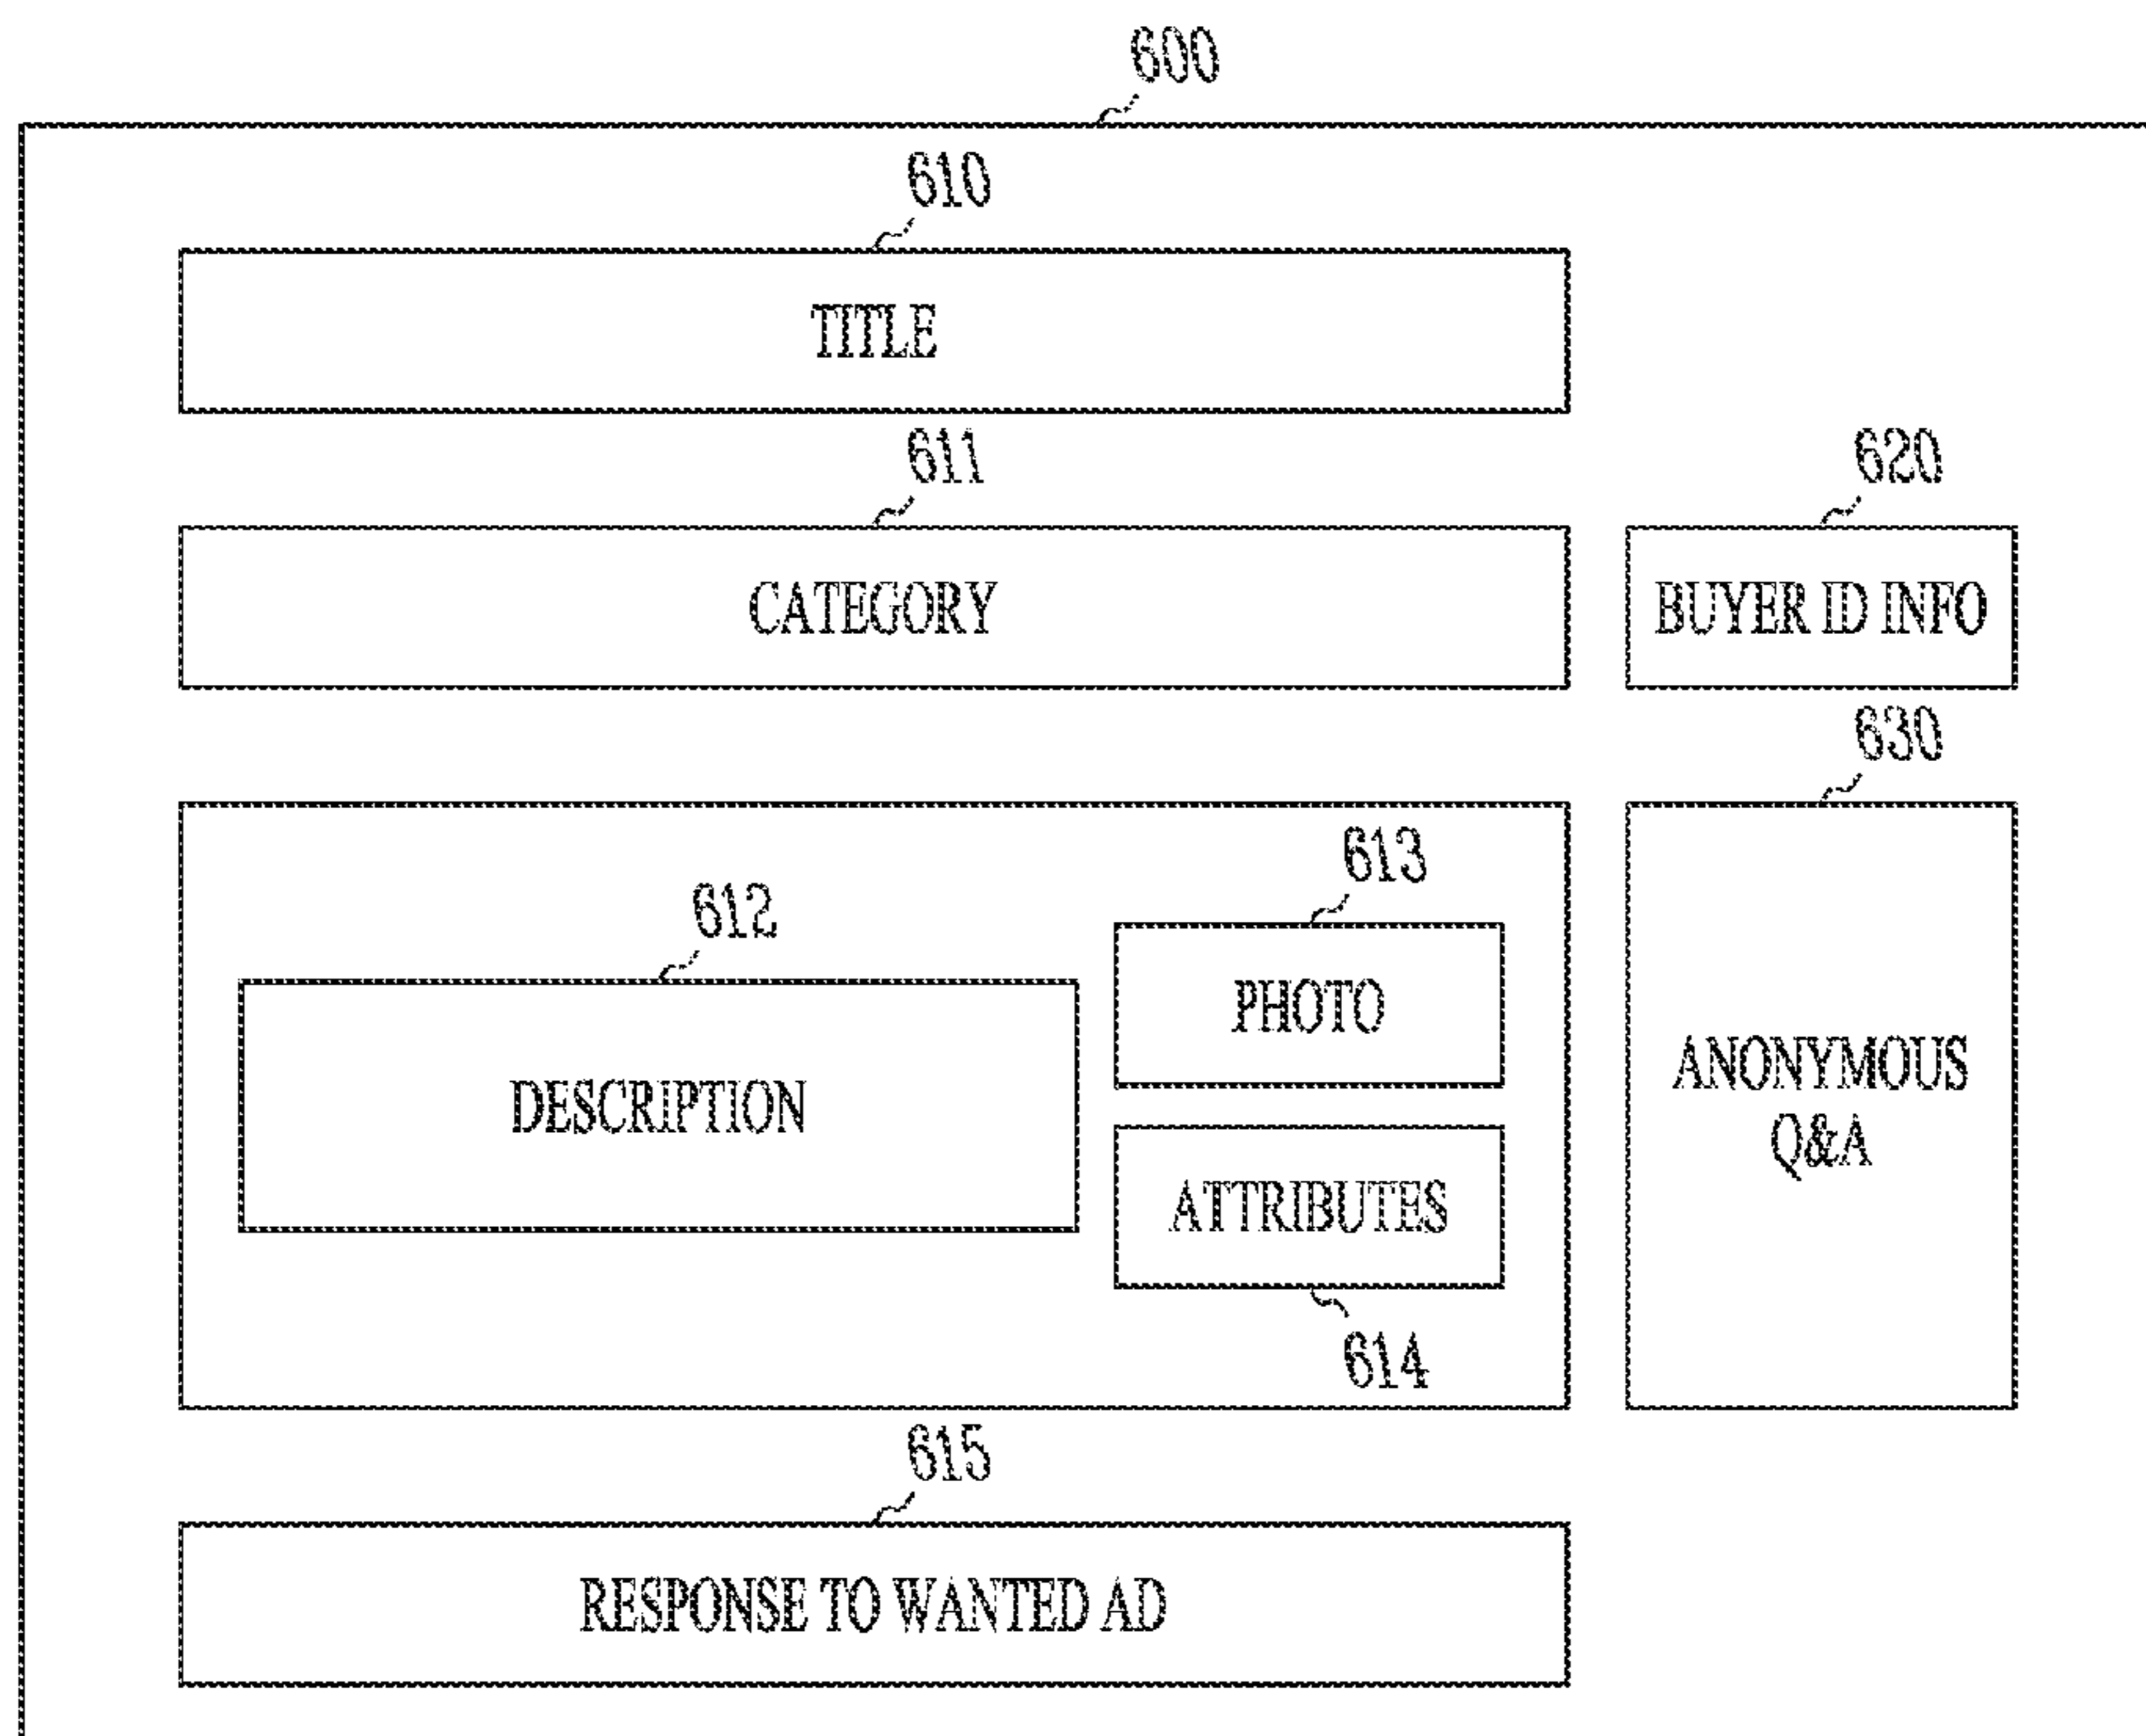 600
610
TITLE
611
CATEGORY
620
BUYER ID INFO
612
DESCRIPTION
613
PHOTO
ATTRIBUTES
614
630
ANONYMOUS
Q&A
615
RESPONSE TO WANTED AD